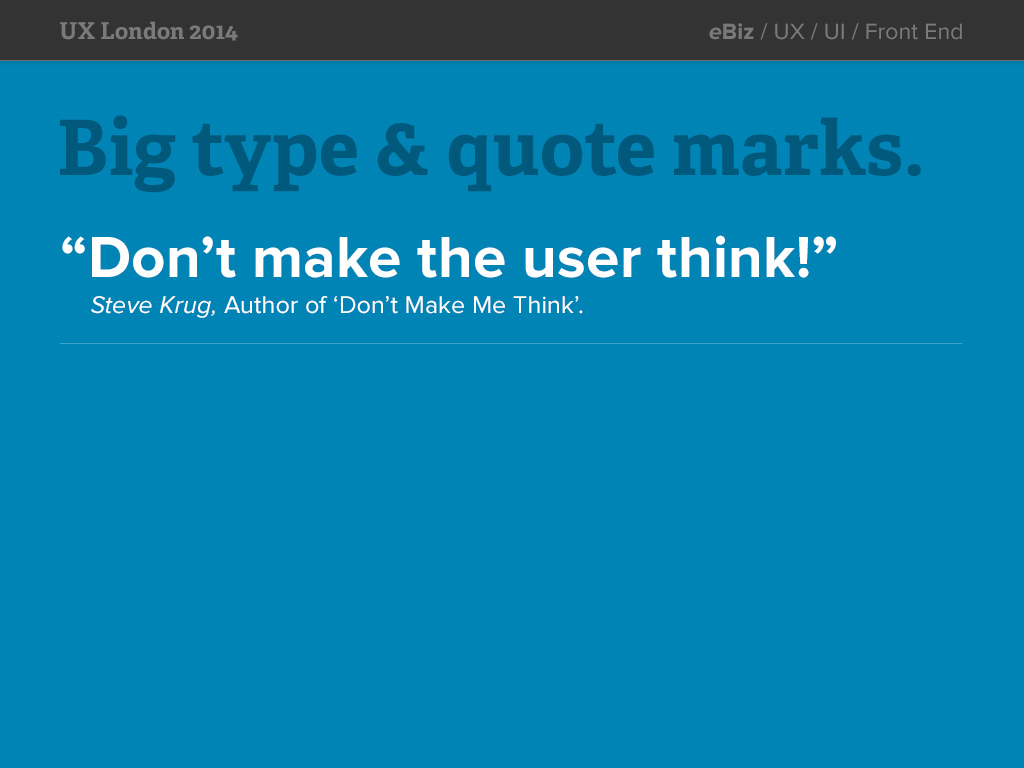 UX London 2014
eBiz / UX / UI / Front End
Big type & quote marks.
“Don’t make the user think!”
Steve Krug, Author of ‘Don’t Make Me Think’.